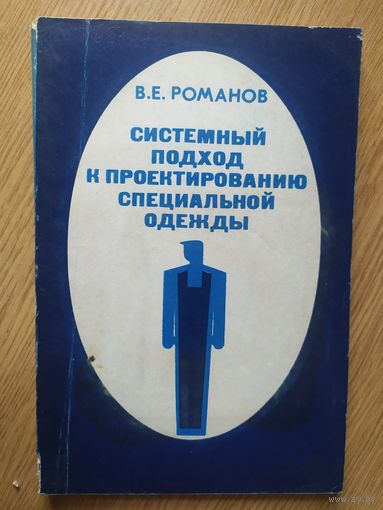 В.Е. РОМАНОВ
СИСТЕМНЫЙ
ПОДХОД
К ПРОЕКТИРОВАНИЮ
СПЕЦИАЛЬНОЙ
ОДЕЖДЫ